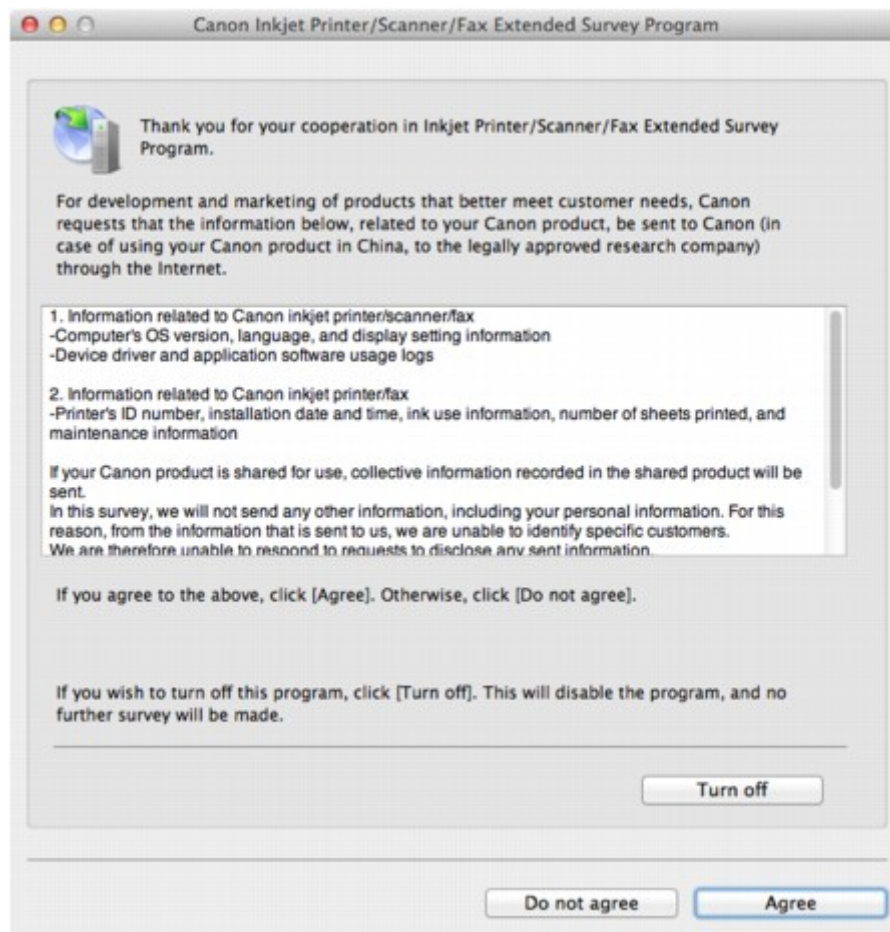 Canon Inkjet Printer/Scanner/Fax Extended Survey Program
Thank you for your cooperation in Inkjet Printer/Scanner/Fax Extended Survey
Program.
For development and marketing of products that better meet customer needs, Canon
requests that the information below, related to your Canon product, be sent to Canon (in
case of using your Canon product in China, to the legally approved research company)
through the Internet.
1. Information related to Canon inkjet printer/scanner/fax
-Computer's OS version, language, and display setting information
-Device driver and application software usage logs
2. Information related to Canon inkjet printer/fax
-Printer's ID number, installation date and time, ink use information, number of sheets printed, and
maintenance information
If your Canon product is shared for use, collective information recorded in the shared product will be
sent.
In this survey, we will not send any other information, including your personal information. For this
reason, from the information that is sent to us, we are unable to identify specific customers.
We are therefore unable to respond to requests to disclose any sent information.
If you agree to the above, click [Agree]. Otherwise, click [Do not agree].
If you wish to turn off this program, click [Turn off]. This will disable the program, and no
further survey will be made.
Turn off
Do not agree
Agree